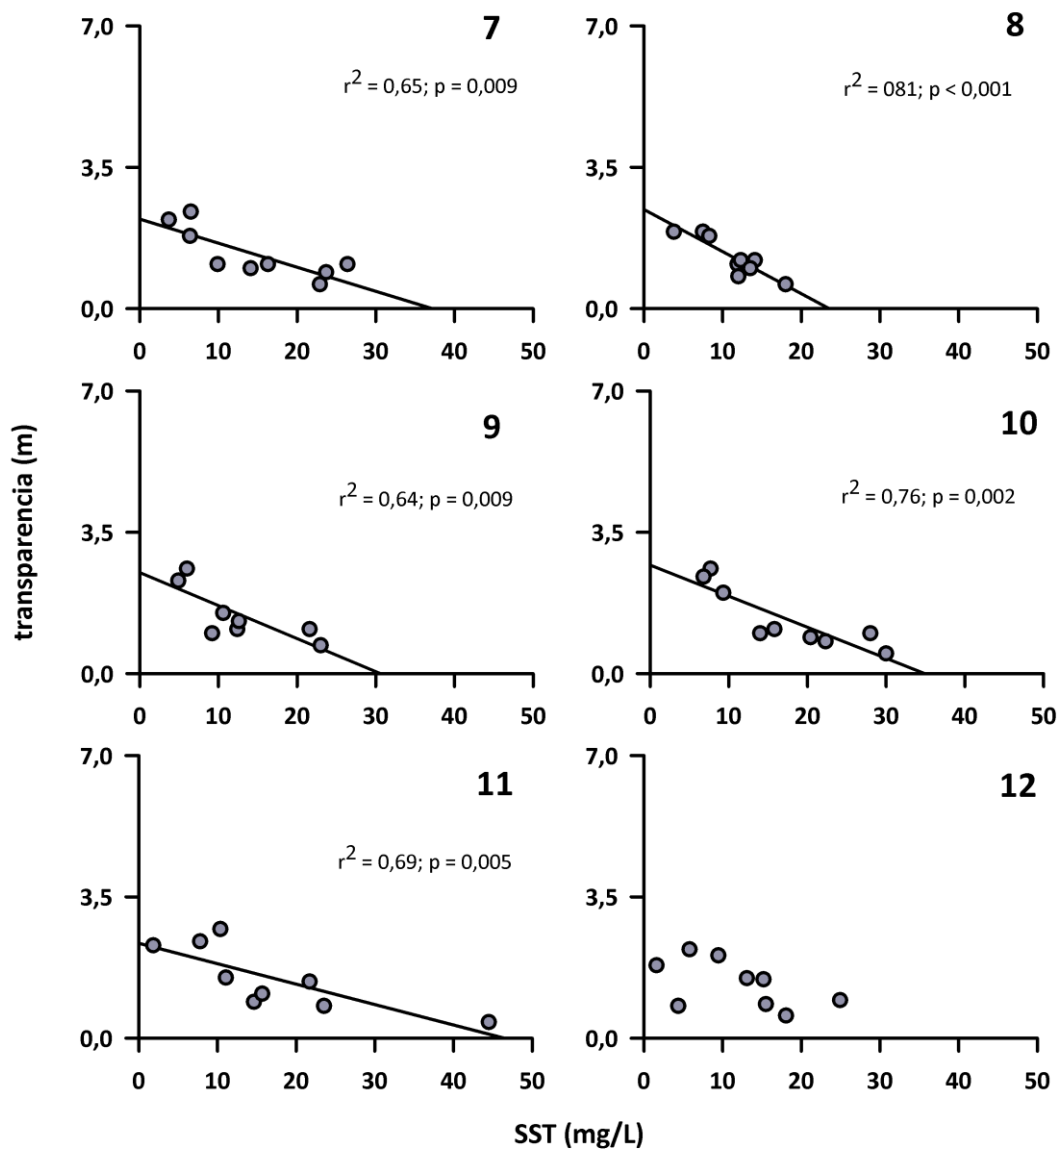 7,0
7
r2 = 0,65; p = 0,009
3,5
0,0
0 10 20 30 40 50
7,0
8
r2 = 081; p < 0,001
3,5
0,0
0 10 20 30 40 50
transparencia (m)
7,0
9
r2 = 0,64; p = 0,009
3,5
0,0
0 10 20 30 40 50
7,0
10
r2 = 0,76; p = 0,002
3,5
0,0
0 10 20 30 40 50
7,0
11
r2 = 0,69; p = 0,005
3,5
0,0
0 10 20 30 40 50
7,0
12
3,5
0,0
0 10 20 30 40 50
SST (mg/L)